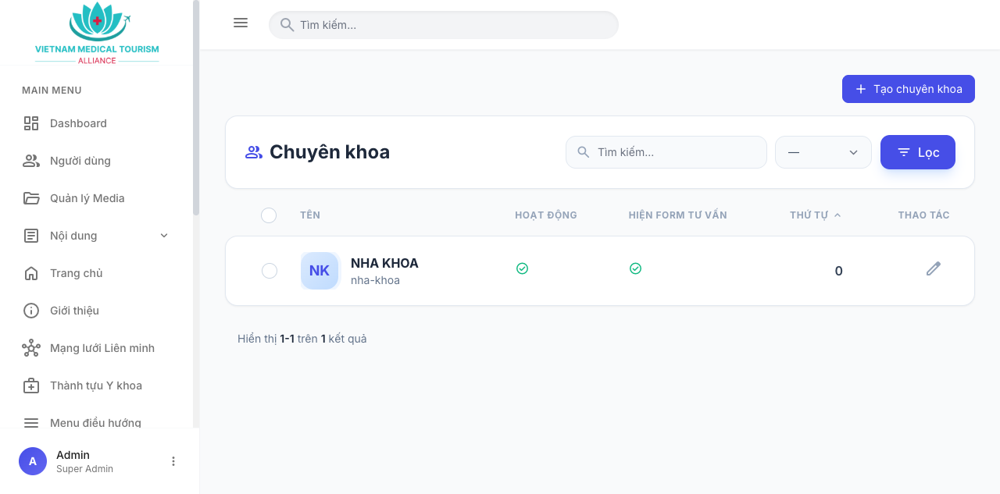 VIETNAM MEDICAL TOURISM
ALLIANCE
Tìm kiếm...
MAIN MENU
Dashboard
Người dùng
Quản lý Media
Nội dung
Trang chủ
Giới thiệu
Mạng lưới Liên minh
Thành tựu Y khoa
Menu điều hướng
A
Admin
Super Admin
Tạo chuyên khoa
Chuyên khoa
Tìm kiếm...
—
Lọc
TÊN
HOẠT ĐỘNG
HIỆN FORM TƯ VẤN
THỨ TỰ
THAO TÁC
NK
NHA KHOA
nha-khoa
0
Hiển thị 1-1 trên 1 kết quả